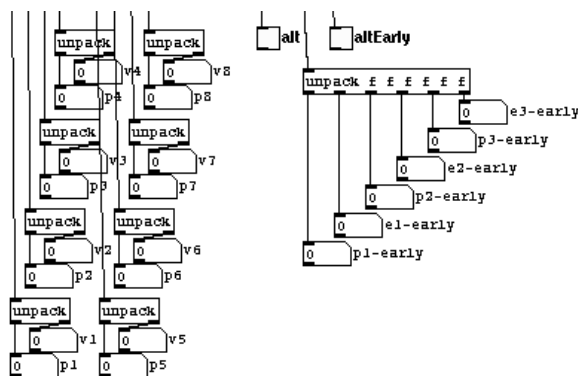 alt altEarly
unpack unpack
v4 v8
0 0
p4 p8
0 0
unpack f f f f f f
e3-early
0
unpack unpack
p3-early
0
v3 v7
0 0
e2-early
0
p3 p7
0 0
p2-early
0
unpack unpack
e1-early
0
v2 v6
0 0
p1-early
0
p2 p6
0 0
unpack unpack
v1 v5
0 0
p1 p5
0 0